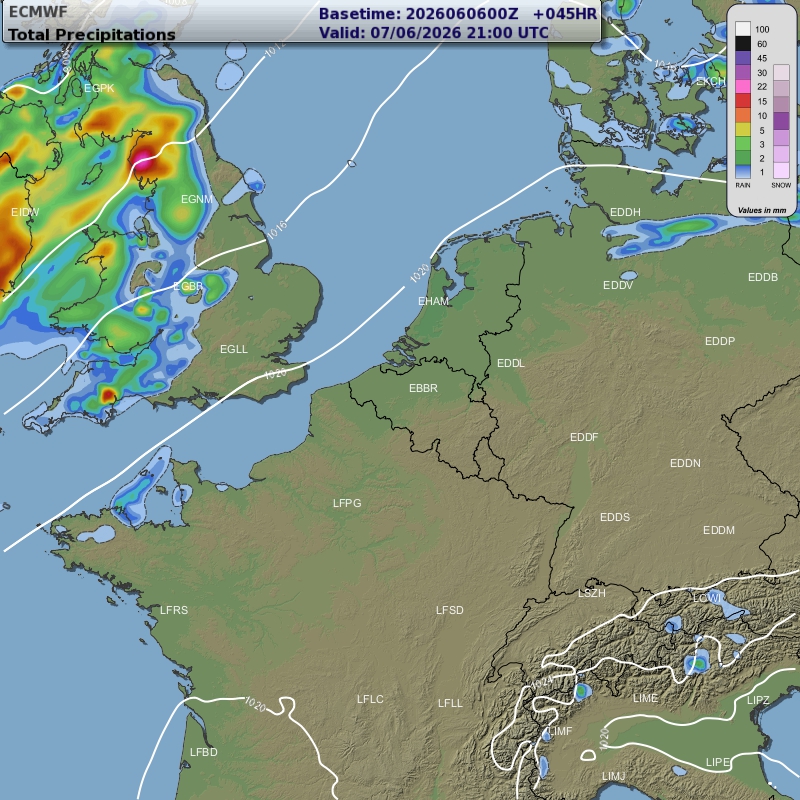 ECMWF
Basetime: 2026060600Z +045HR
Total Precipitations
Valid: 07/06/2026 21:00 UTC
100
60
45
30
22
15
10
5
3
2
1
RAIN SNOW
Values in mm
EGPK
EKCH
EIDW
EGNM
EDDH
1016
1020
EGBR
EHAM
EDDV
EDDB
EGLL
EDDL
EDDP
1020
EBBR
EDDF
EDDN
LFPG
EDDS
EDDM
LFRS
LFSD
LSZH
LOWI
1024
LFLC
LFLL
LIME
LIPZ
1020
LIMF
1020
LFBD
LIPE
LIMJ